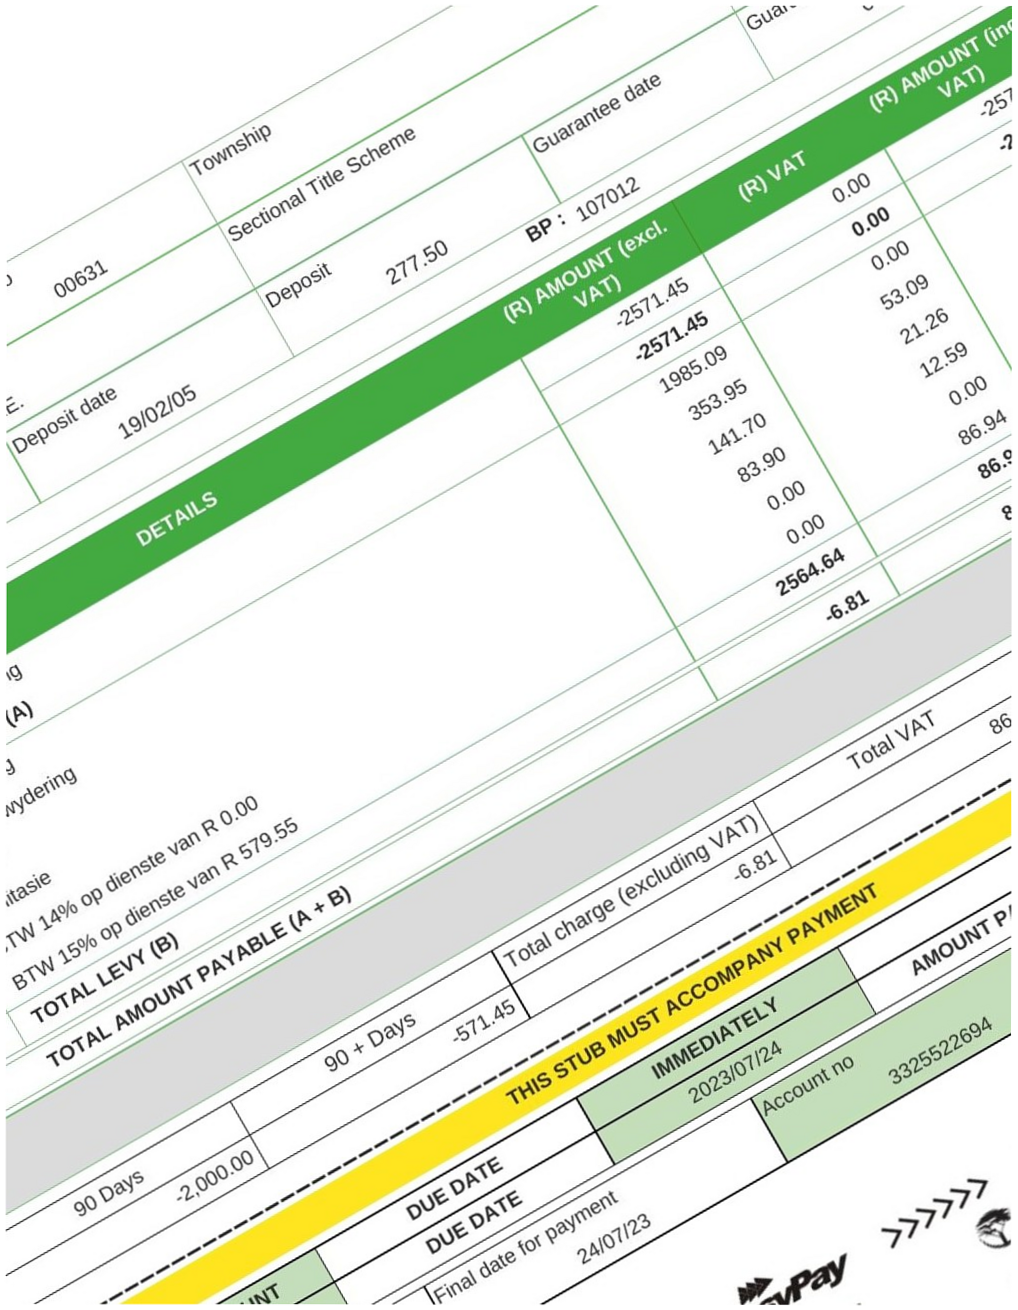 Township
00631
Sectional Title Scheme
Guarantee date
Deposit date
19/02/05
Deposit
277.50
BP : 107012
DETAILS
(R) AMOUNT (excl. VAT)
(R) VAT
(R) AMOUNT (inc
VAT)
-2571.45 0.00 -257
(A) -2571.45 0.00 -2
1985.09 0.00
wydering 353.95 53.09
141.70 21.26
itasie 83.90 12.59
TW 14% op dienste van R 0.00 0.00 0.00
BTW 15% op dienste van R 579.55 0.00 86.94
TOTAL LEVY (B) 2564.64 86.9
TOTAL AMOUNT PAYABLE (A + B) -6.81 8
90 Days
-2,000.00
90 + Days
-571.45
Total charge (excluding VAT)
-6.81
Total VAT
86
THIS STUB MUST ACCOMPANY PAYMENT
UNT
DUE DATE IMMEDIATELY AMOUNT PA
DUE DATE 2023/07/24
Final date for payment
24/07/23
Account no
3325522694
yPay